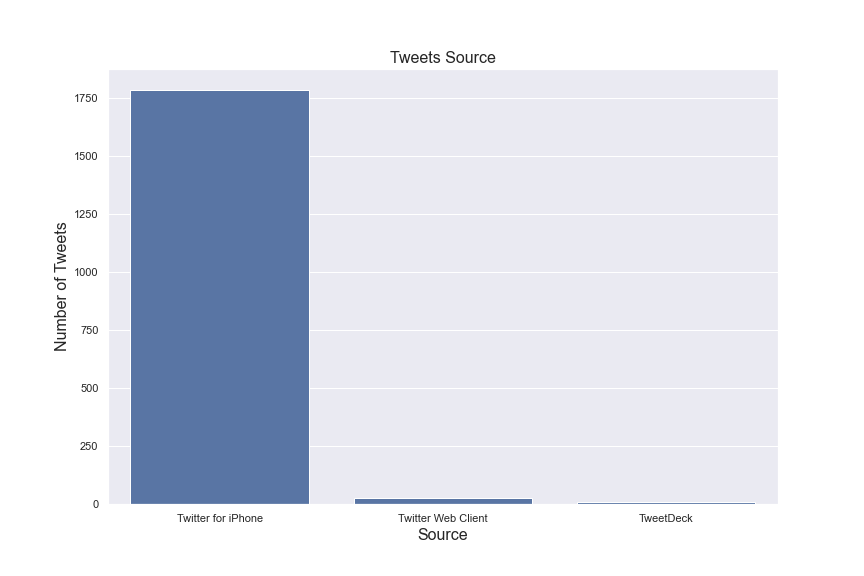 Tweets Source
1750
1500
1250
1000
750
500
250
0
Number of Tweets
Twitter for iPhone
Twitter Web Client
TweetDeck
Source